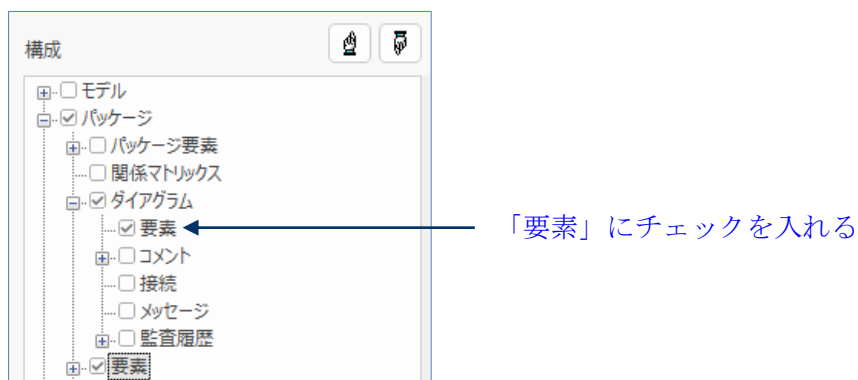 構成
モデル
パッケージ
パッケージ要素
関係マトリックス
ダイアグラム
要素
「要素」にチェックを入れる
コメント
接続
メッセージ
監査履歴
要素